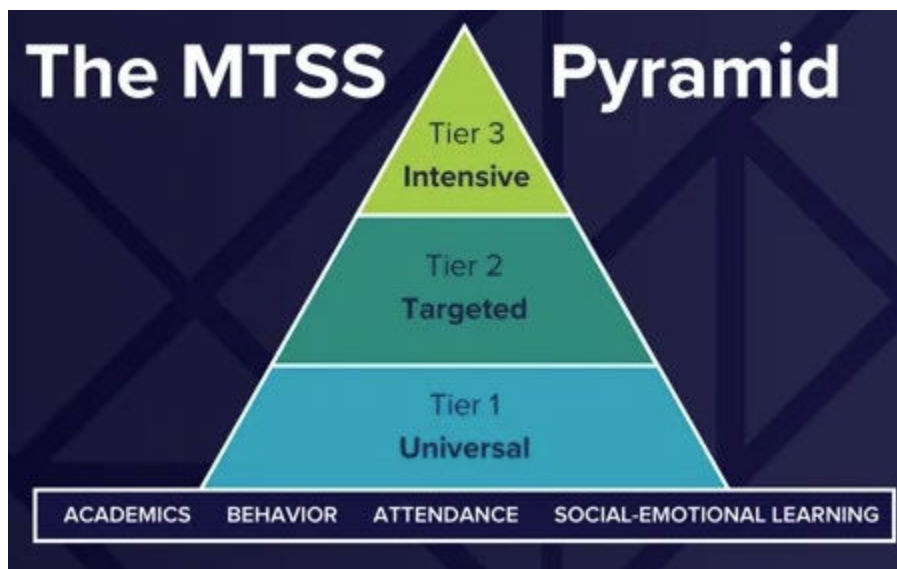 The MTSS Pyramid
Tier 3
Intensive
Tier 2
Targeted
Tier 1
Universal
ACADEMICS BEHAVIOR ATTENDANCE SOCIAL-EMOTIONAL LEARNING